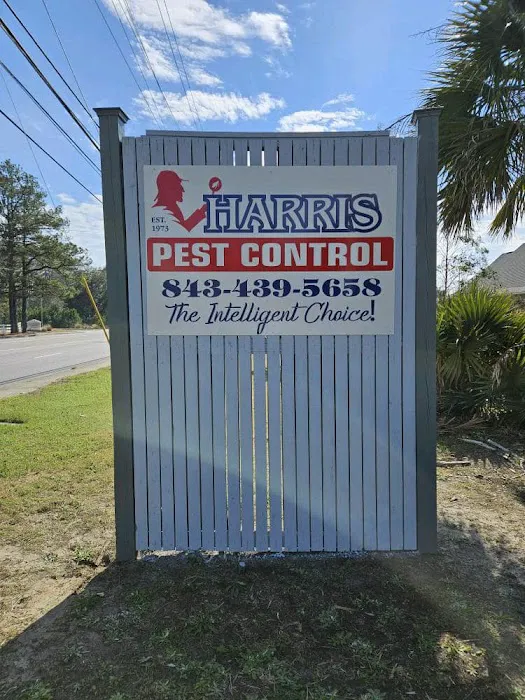 EST.
1973
HARRIS
PEST CONTROL
843-439-5658
The Intelligent Choice!